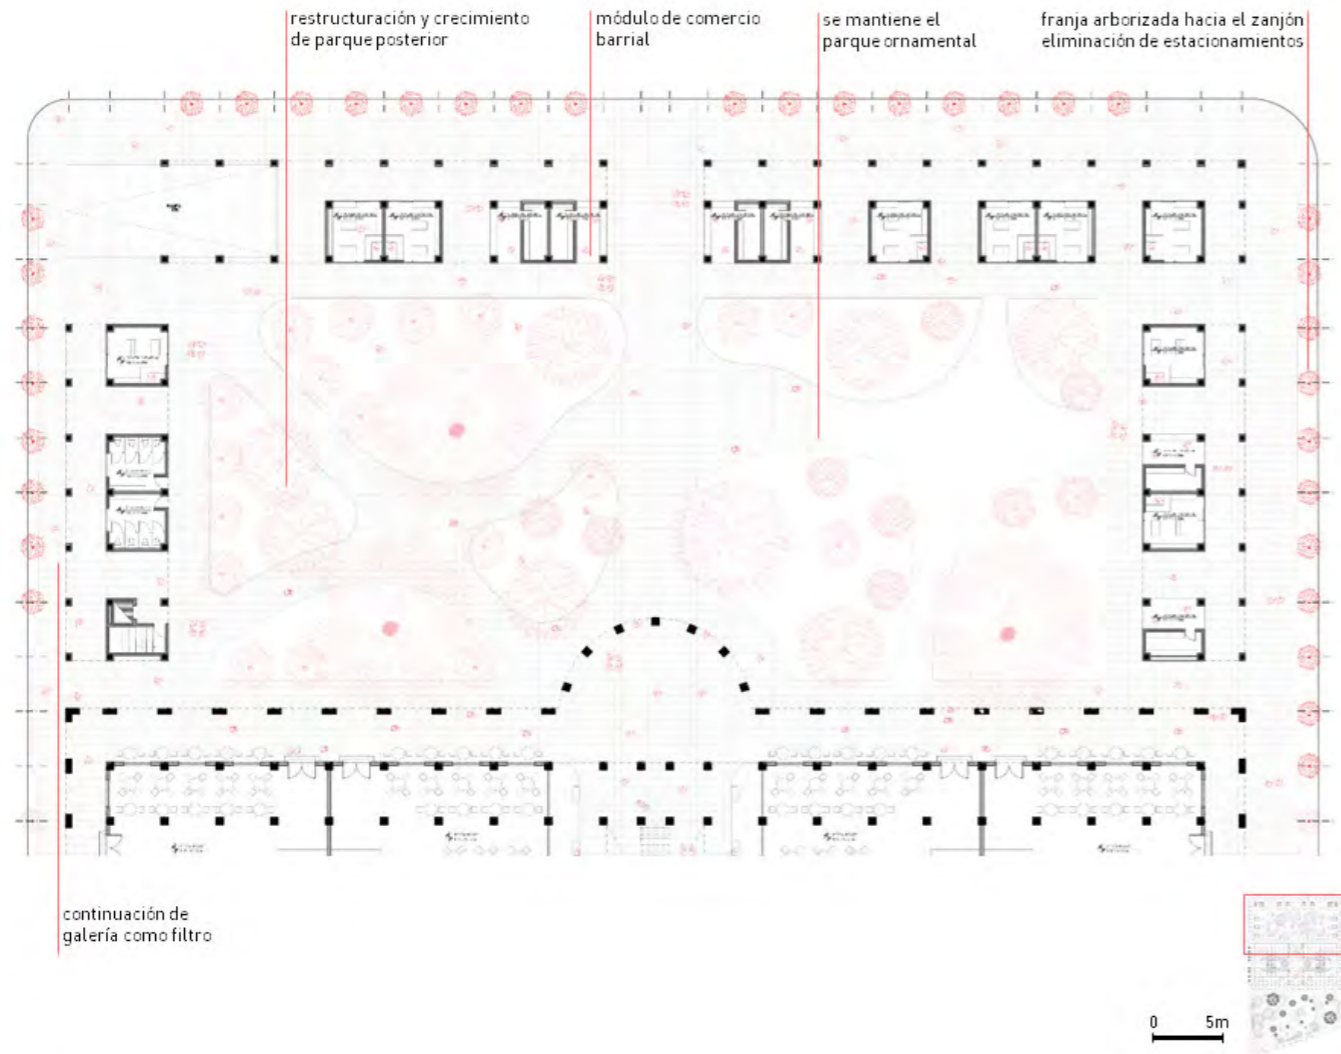 restructuración y crecimiento
de parque posterior
módulo de comercio
barrial
se mantiene el
parque ornamental
franja arborizada hacia el zanjón
eliminación de estacionamientos
continuación de
galería como filtro
0 5m